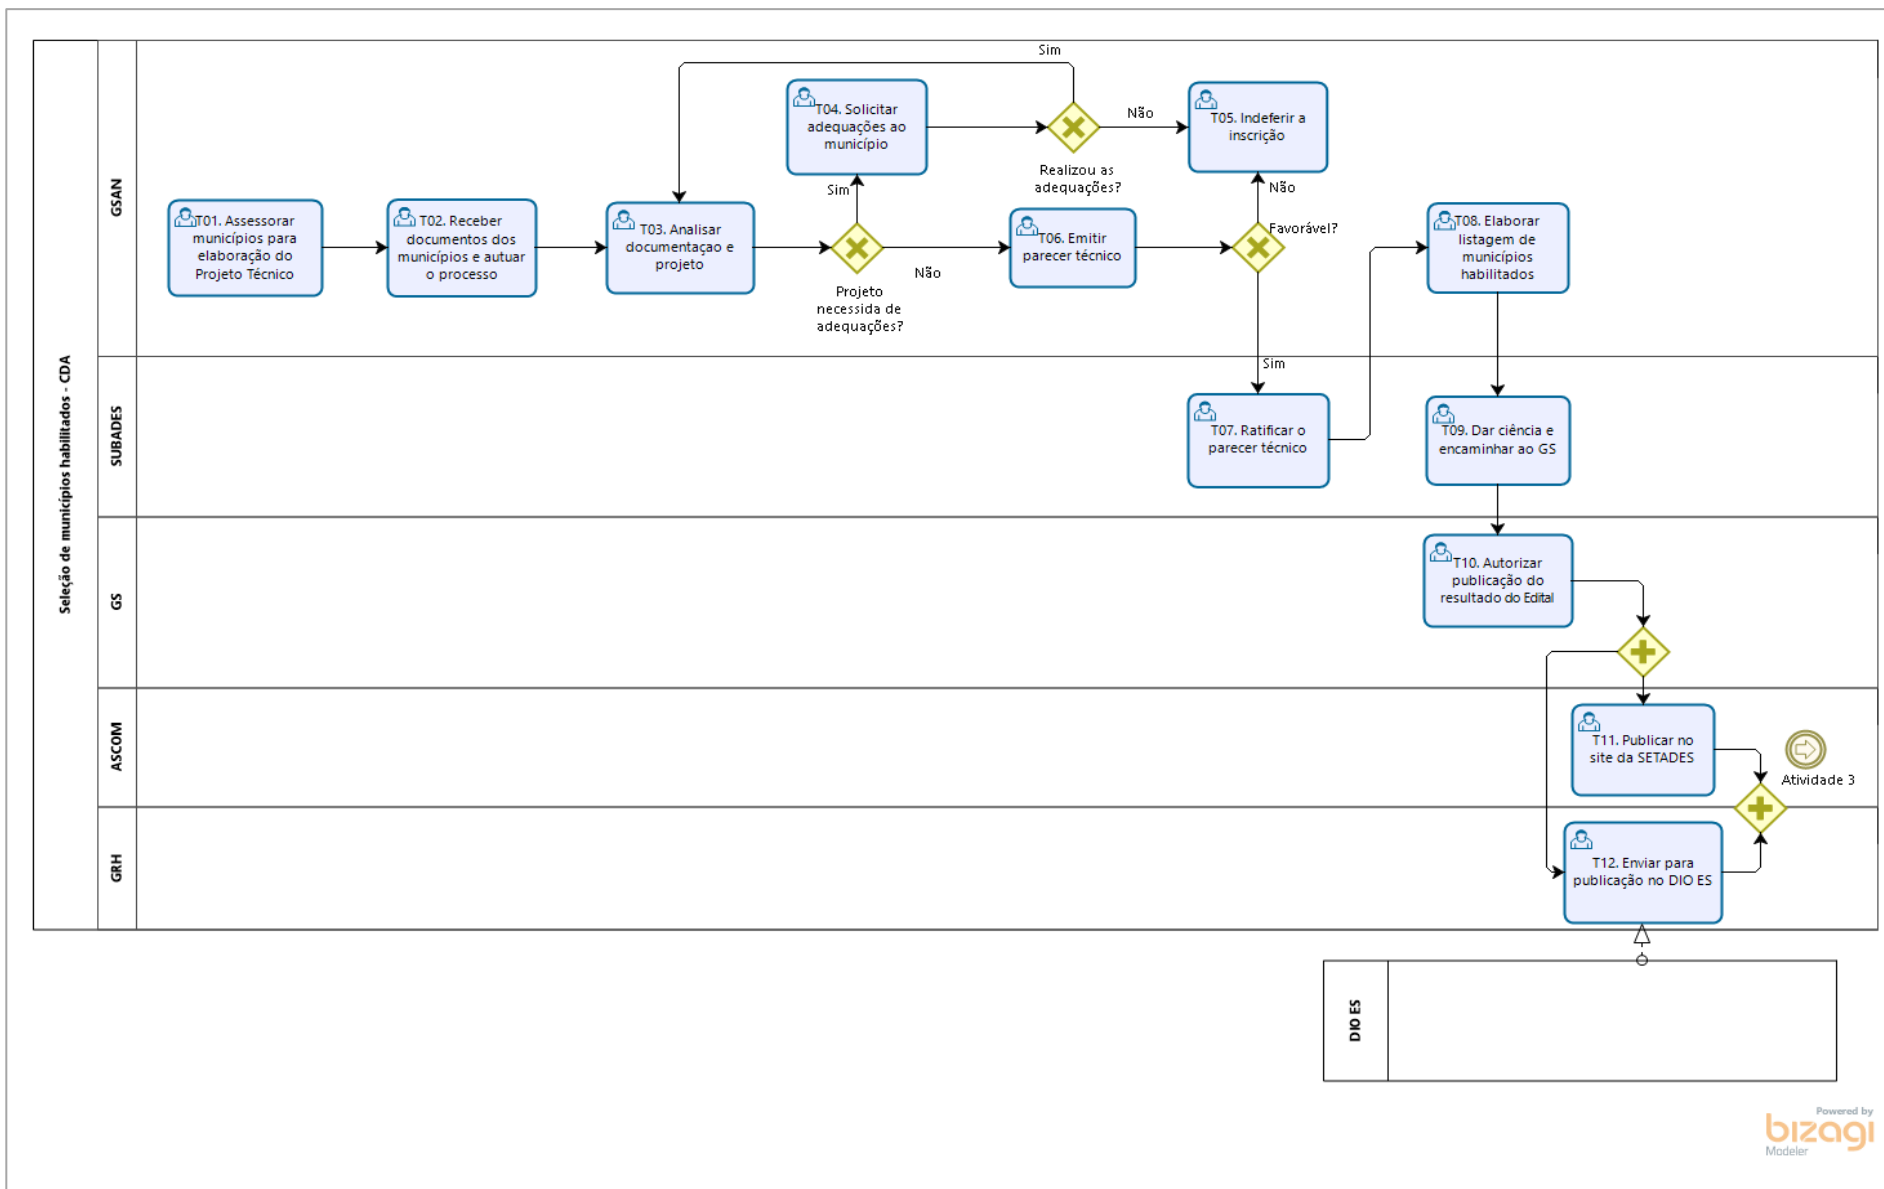 Seleção de municípios habilitados - CDA
GSAN
Sim
T04. Solicitar
adequações ao
município
Realizou as
adequações?
Não
T05. Indeferir a
inscrição
T01. Assessorar
municípios para
elaboração do
Projeto Técnico
T02. Receber
documentos dos
municípios e autuar
o processo
T03. Analisar
documentaçao e
projeto
Sim
Projeto
necessida de
adequações?
Não
T06. Emitir
parecer técnico
Não
Favorável?
Sim
T08. Elaborar
listagem de
municípios
habilitados
SUBADES
T07. Ratificar o
parecer técnico
T09. Dar ciência e
encaminhar ao GS
GS
T10. Autorizar
publicação do
resultado do Edital
ASCOM
T11. Publicar no
site da SETADES
Atividade 3
GRH
T12. Enviar para
publicação no DIO ES
DIO ES
Powered by
bizagi
Modeler